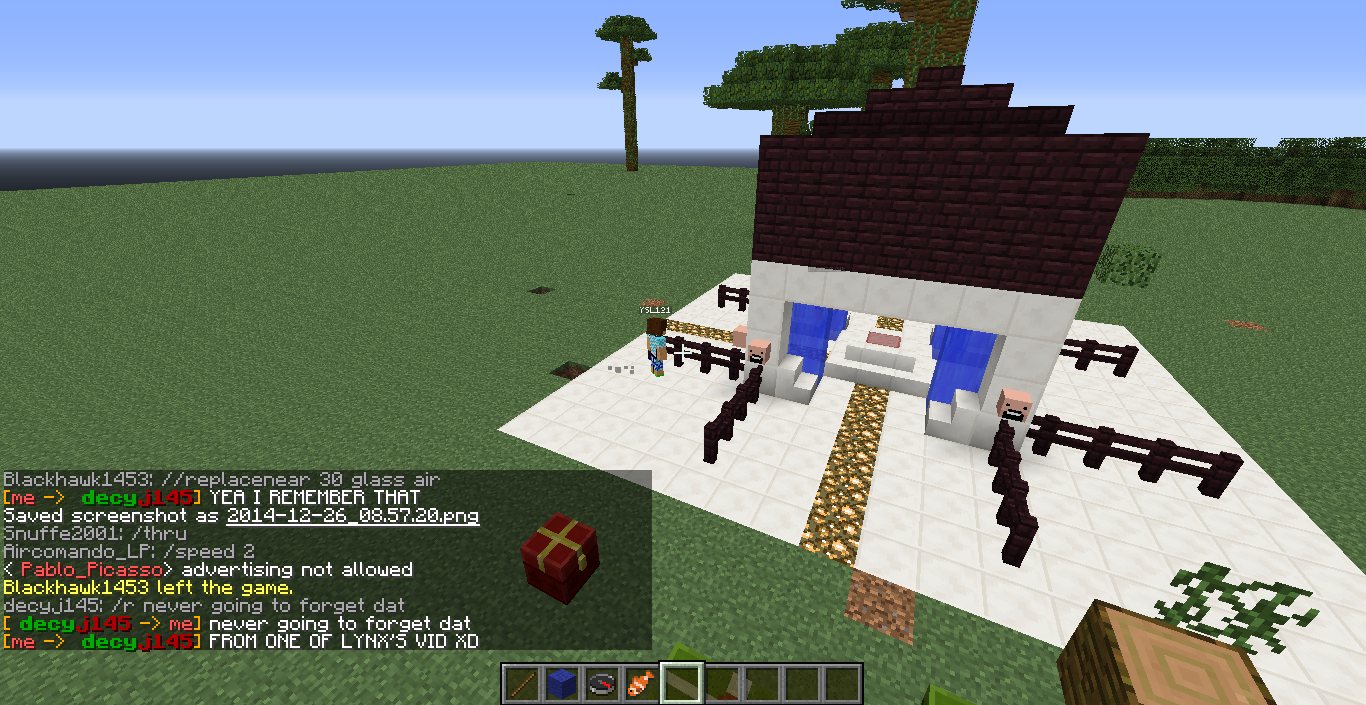 YSL121
Blackhawk1453: //replacenear 30 glass air
[me -> decyj145] YEA I REMEMBER THAT
Saved screenshot as 2014-12-26_08.57.20.png
Snuffe2001: /thru
Aircomando_LP: /speed 2
< Pablo_Picasso> advertising not allowed
Blackhawk1453 left the game.
decyj145: /r never going to forget dat
[ decyj145 -> me] never going to forget dat
[me -> decyj145] FROM ONE OF LYNX'S VID XD